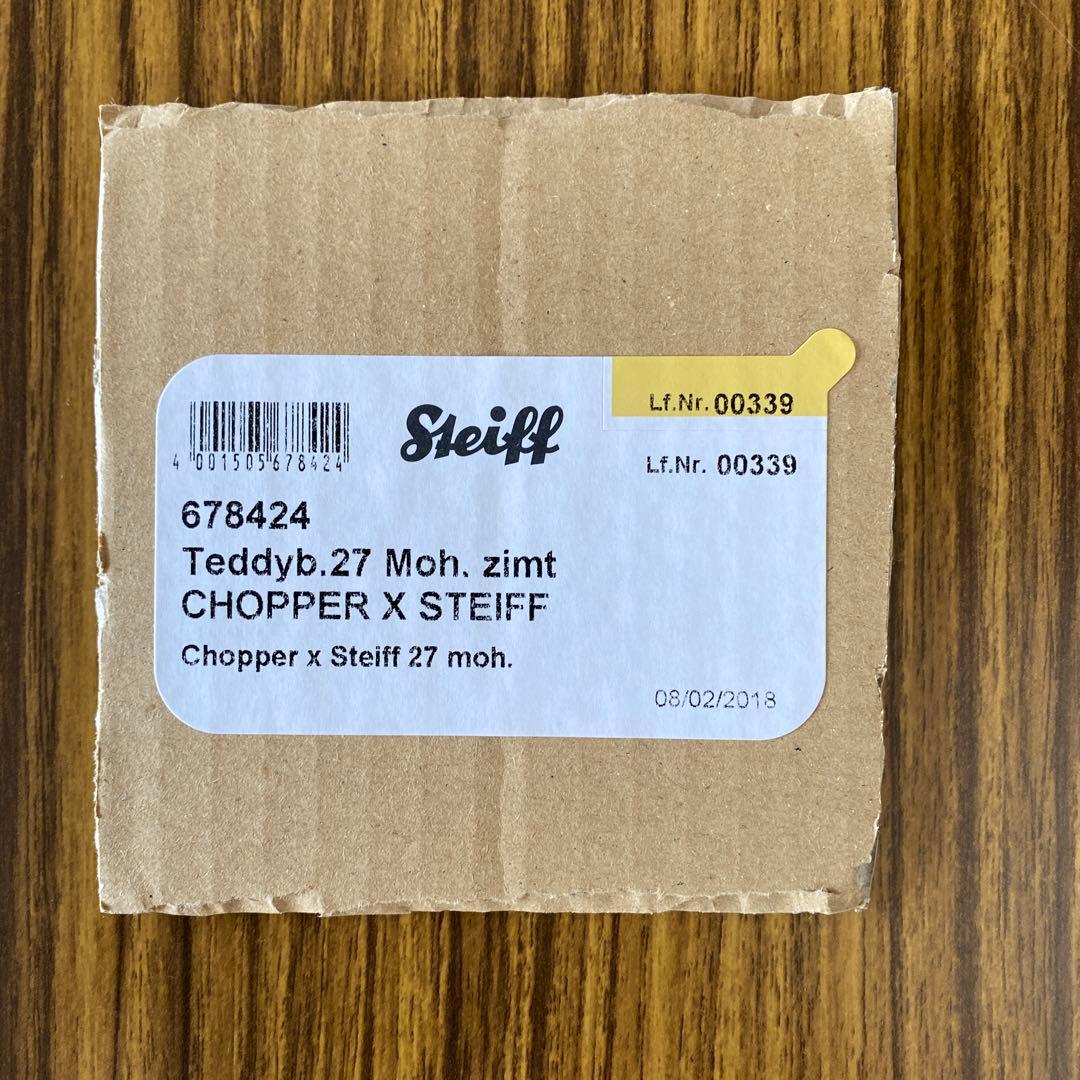 Lf.Nr. 00339
Steiff
4 001505 678424
Lf.Nr. 00339
678424
Teddyb.27 Moh. zimt
CHOPPER X STEIFF
Chopper x Steiff 27 moh.
08/02/2018